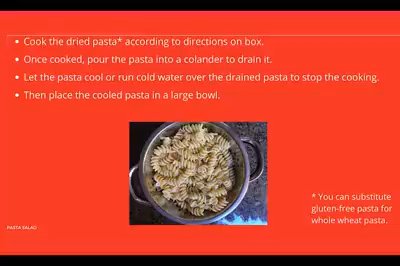 Cook the dried pasta* according to directions on box.
Once cooked, pour the pasta into a colander to drain it.
Let the pasta cool or run cold water over the drained pasta to stop the cooking.
Then place the cooled pasta in a large bowl.
* You can substitute
gluten-free pasta for
whole wheat pasta.
PASTA SALAD